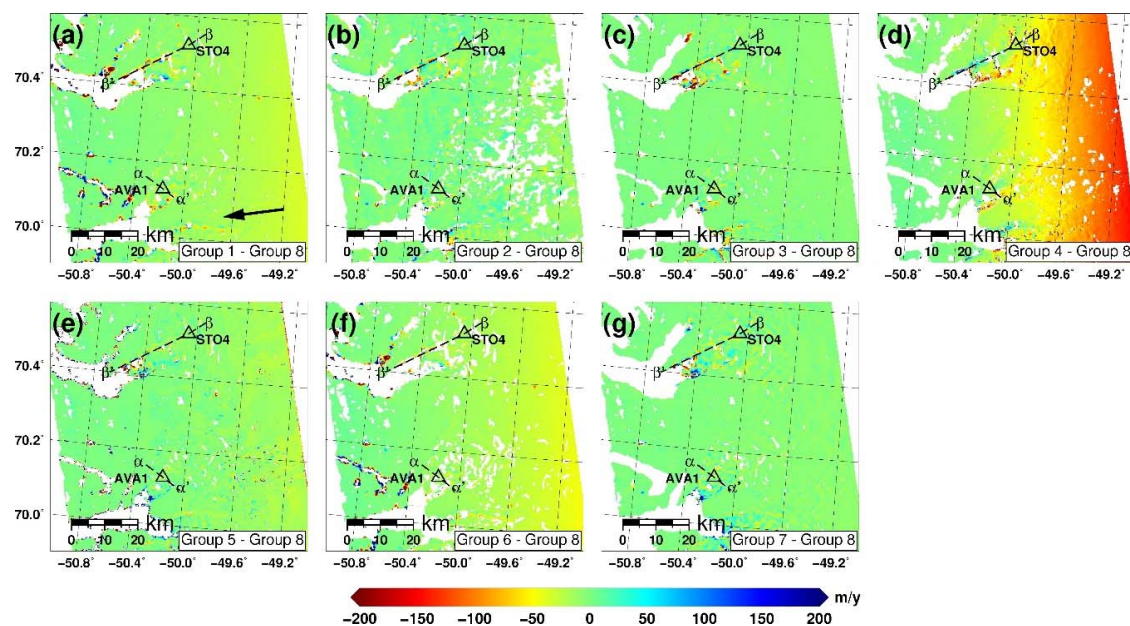 (a) β STO4 β' α AVA1 α' 0 10 20 km Group 1 - Group 8
(b) β STO4 β' α AVA1 α' 0 10 20 km Group 2 - Group 8
(c) β STO4 β' α AVA1 α' 0 10 20 km Group 3 - Group 8
(d) β STO4 β' α AVA1 α' 0 10 20 km Group 4 - Group 8
70.4°
70.2°
70.0°
−50.8° −50.4° −50.0° −49.6° −49.2° −50.8° −50.4° −50.0° −49.6° −49.2° −50.8° −50.4° −50.0° −49.6° −49.2° −50.8° −50.4° −50.0° −49.6° −49.2°
(e) β STO4 β' α AVA1 α' 0 10 20 km Group 5 - Group 8
(f) β STO4 β' α AVA1 α' 0 10 20 km Group 6 - Group 8
(g) β STO4 β' α AVA1 α' 0 10 20 km Group 7 - Group 8
70.4°
70.2°
70.0°
−50.8° −50.4° −50.0° −49.6° −49.2° −50.8° −50.4° −50.0° −49.6° −49.2° −50.8° −50.4° −50.0° −49.6° −49.2°
m/y
−200 −150 −100 −50 0 50 100 150 200